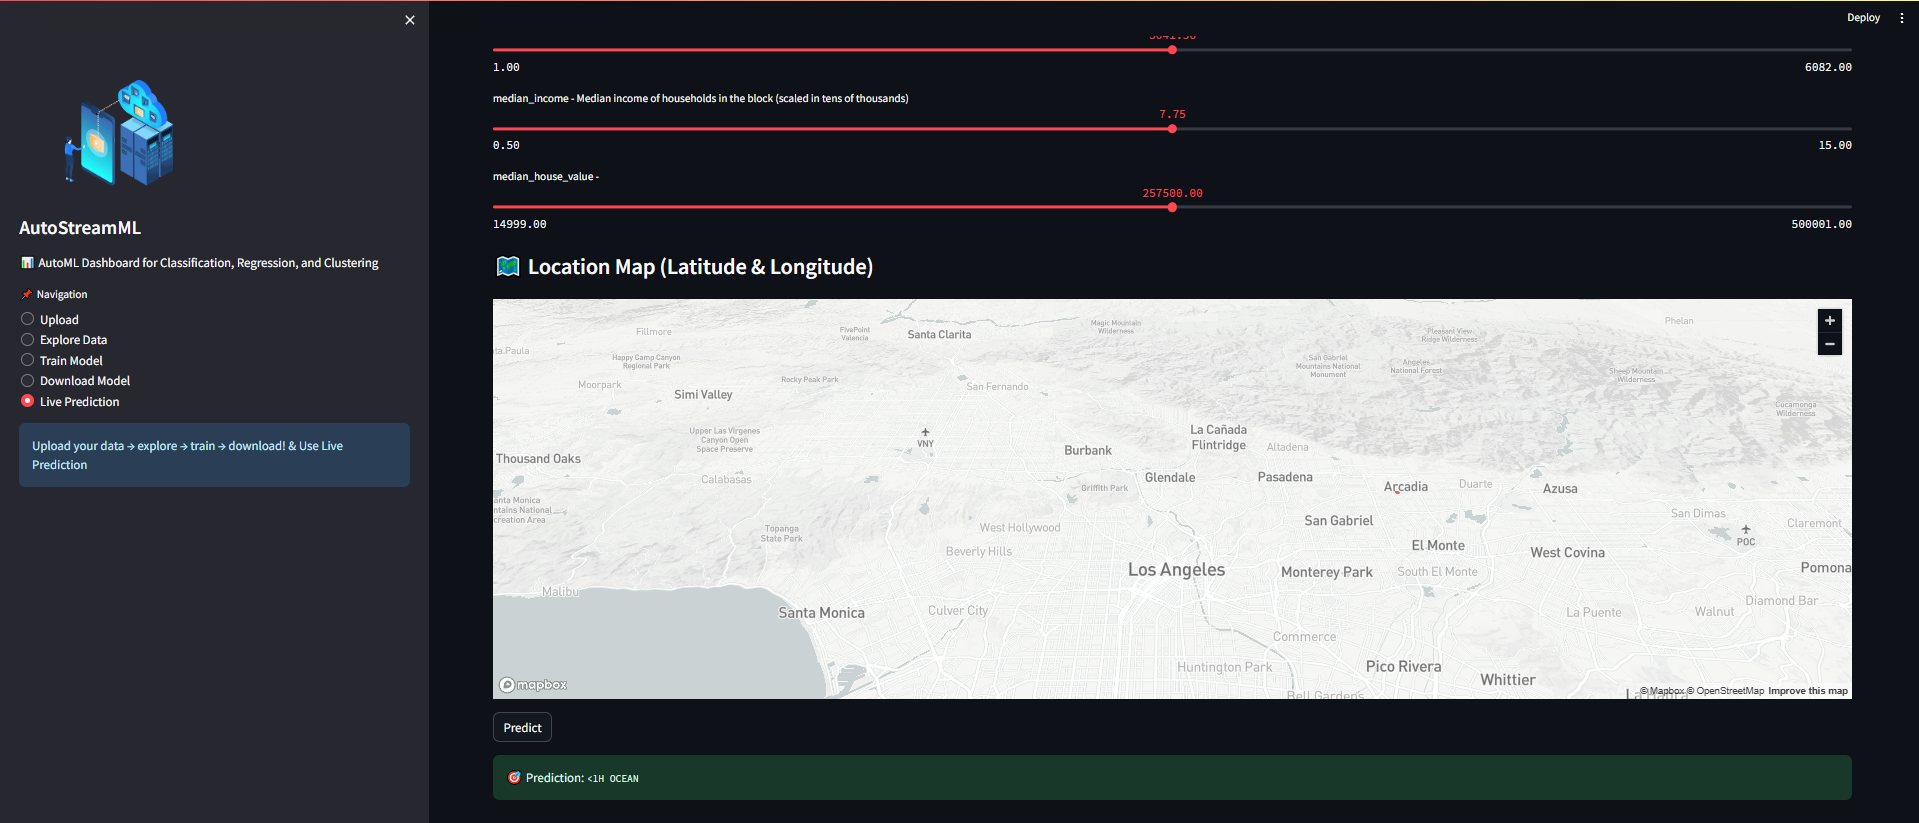 Deploy
AutoStreamML
📊 AutoML Dashboard for Classification, Regression, and Clustering
📌 Navigation
Upload
Explore Data
Train Model
Download Model
Live Prediction
Upload your data → explore → train → download! & Use Live
Prediction
1.00 6082.00
median_income - Median income of households in the block (scaled in tens of thousands)
7.75
0.50 15.00
median_house_value -
257500.00
14999.00 500001.00
Location Map (Latitude & Longitude)
Fillmore
FivePoint
Valencia
Santa Clarita
Magic Mountain
Wilderness
Pleasant View
Ridge Wilderness
Phelan
ta.Paula
Happy Camp Canyon
Regional Park
San Gabriel
Mountains National
Monument
Angeles
National Forest
Sheep Mountain
Wilderness
Moorpark
Rocky Peak Park
San Fernando
Simi Valley
Cucamonga
Wilderness
Upper Las Virgenes
Canyon Open
Space Preserve
VNY
La Cañada
Flintridge
Altadena
Burbank
Thousand Oaks
Calabasas
Glendale
Pasadena
Griffith Park
Arcadia
Duarte
Azusa
anta Monica
ntains National
creation Area
San Dimas
Claremont
San Gabriel
Topanga
State Park
West Hollywood
POC
Beverly Hills
El Monte
West Covina
Los Angeles
Monterey Park
South El Monte
Pomona
Malibu
Santa Monica
Culver City
La Puente
Walnut
Diamond Bar
Commerce
Huntington Park
Pico Rivera
Whittier
Bell Gardens
mapbox
© Mapbox © OpenStreetMap Improve this map
Predict
🎯 Prediction: <1H OCEAN